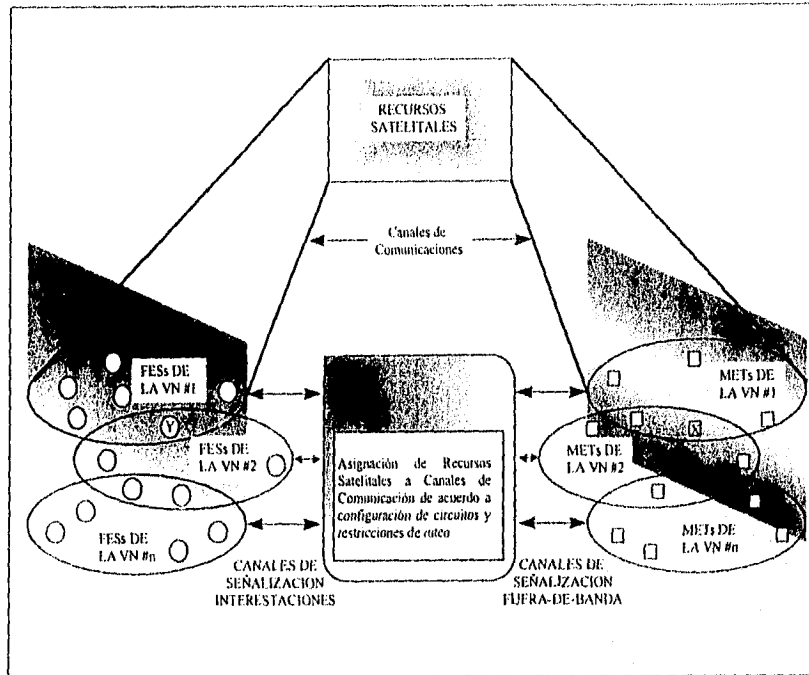 RECURSOS
SATELITALES
Canales de
Comunicaciones
FESs DE
LA VN #1
METs DE
LA VN #1
Y
X
FESs DE
LA VN #2
METs DE
LA VN #2
Asignación de Recursos
Satelitales a Canales de
Comunicación de acuerdo a
configuración de circuitos y
restricciones de ruteo
FESs DE
LA VN #n
METs DE
LA VN #n
CANALES DE
SEÑALIZACION
INTERESTACIONES
CANALES DE
SEÑALIZACION
FUERA-DE-BANDA